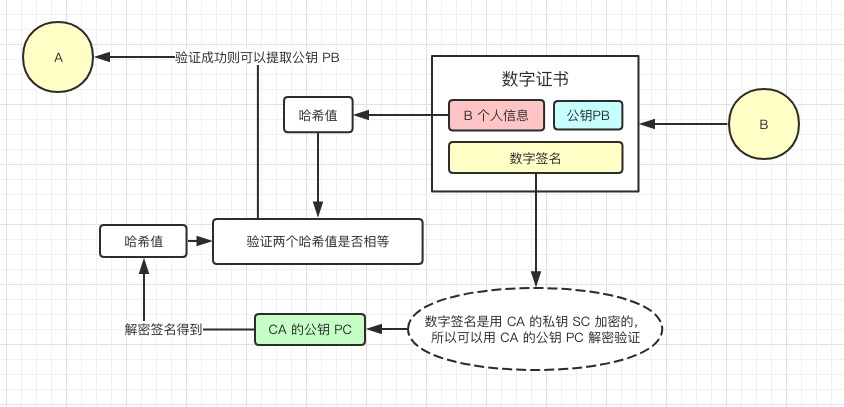 A
验证成功则可以提取公钥 PB
数字证书
哈希值
B 个人信息
公钥PB
B
数字签名
哈希值
验证两个哈希值是否相等
解密签名得到
CA 的公钥 PC
数字签名是用 CA 的私钥 SC 加密的，
所以可以用 CA 的公钥 PC 解密验证